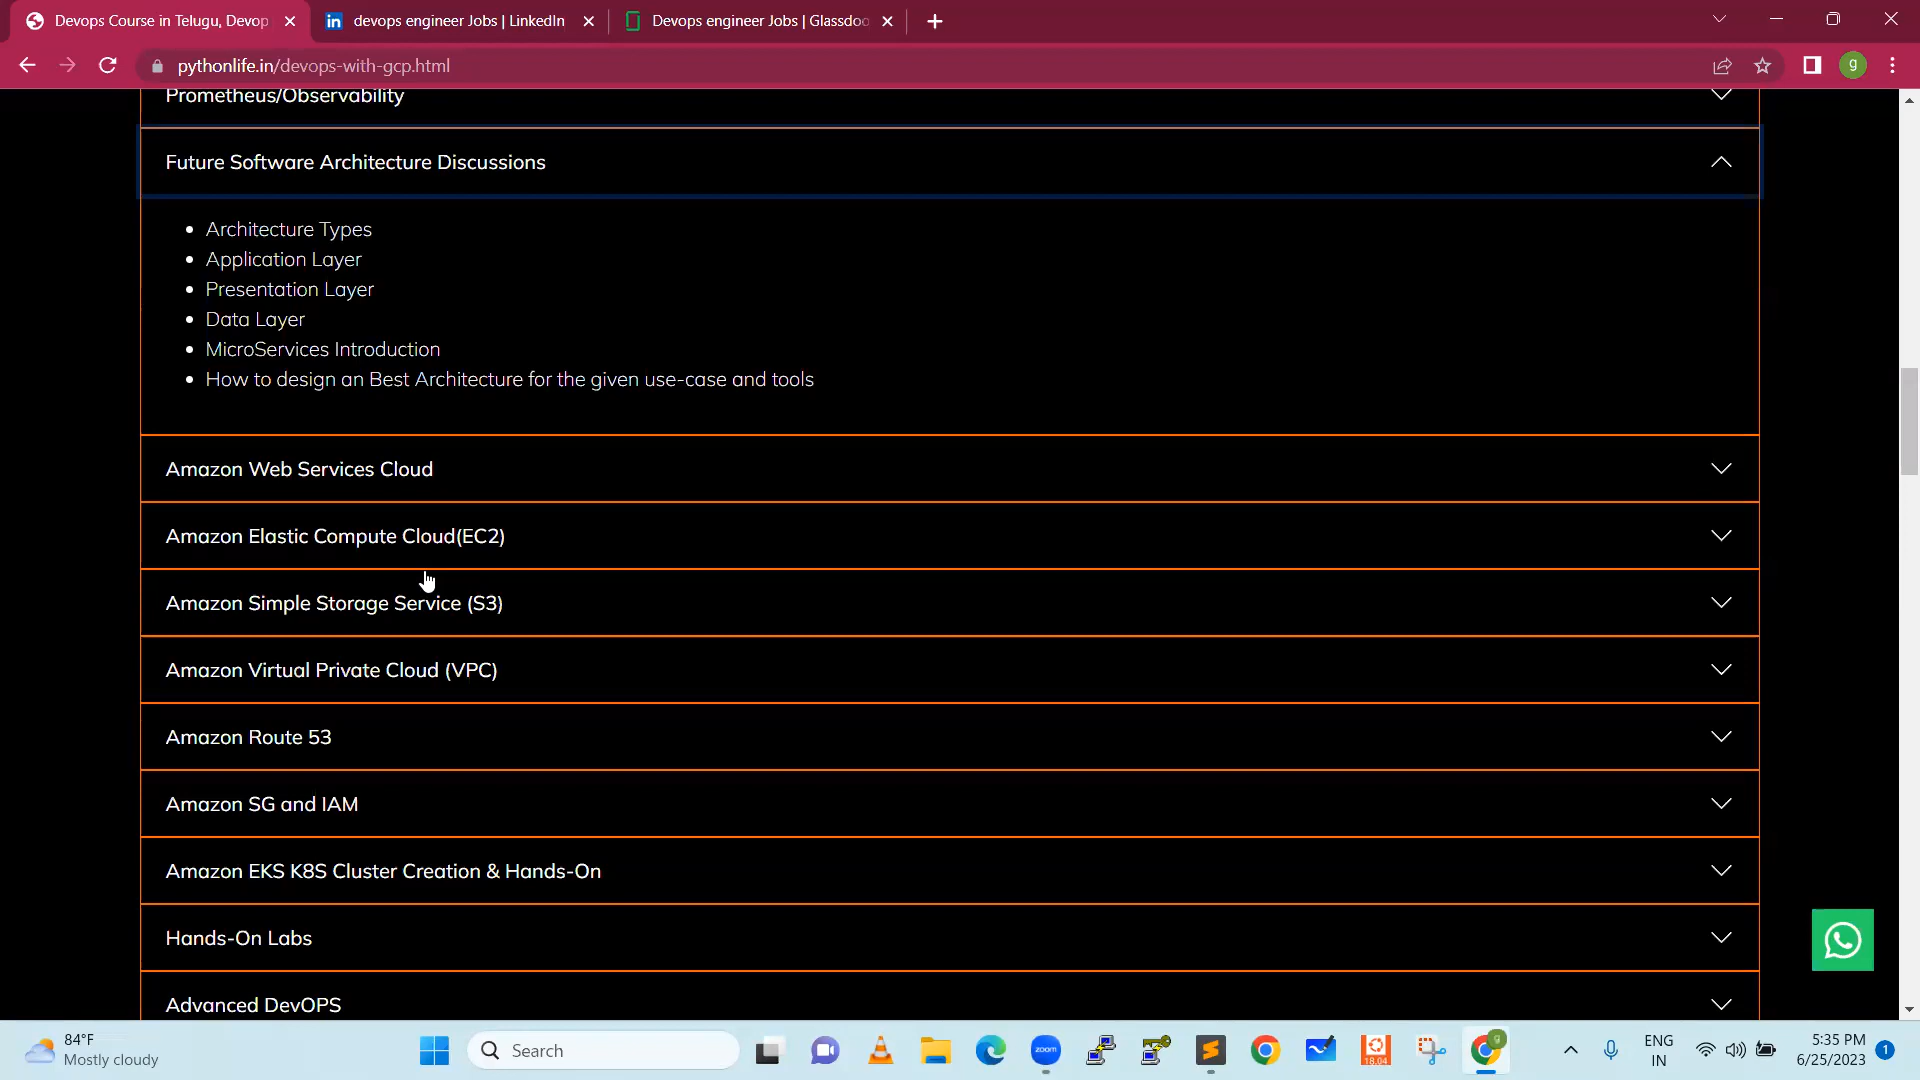 Devops Course in Telugu, Devop
devops engineer Jobs | LinkedIn
Devops engineer Jobs | Glassdoo
pythonlife.in/devops-with-gcp.html
g
Prometheus/Observability
Future Software Architecture Discussions
Architecture Types
Application Layer
Presentation Layer
Data Layer
MicroServices Introduction
How to design an Best Architecture for the given use-case and tools
Amazon Web Services Cloud
Amazon Elastic Compute Cloud(EC2)
Amazon Simple Storage Service (S3)
Amazon Virtual Private Cloud (VPC)
Amazon Route 53
Amazon SG and IAM
Amazon EKS K8S Cluster Creation & Hands-On
Hands-On Labs
Advanced DevOPS
84°F
Mostly cloudy
Search
zoom
18.04
g
ENG
IN
5:35 PM
6/25/2023
1